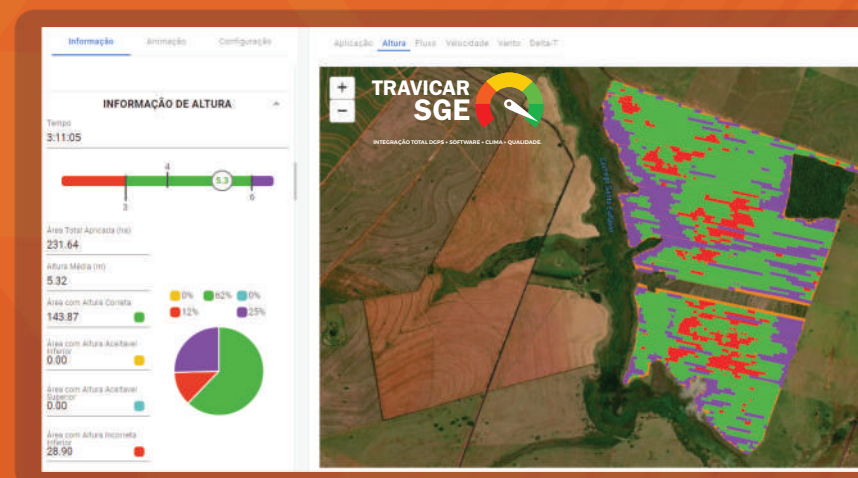 Informação
Animação
Configuração
INFORMAÇÃO DE ALTURA
Tempo
3:11:05
4
5.3
3
6
Área Total Aplicada (ha)
231.64
Altura Média (m)
5.32
Área com Altura Correta
143.87
Área com Altura Aceitavel
Inferior
0.00
Área com Altura Aceitavel
Superior
0.00
Área com Altura Incorreta
Inferior
28.90
0% 62% 0%
12% 25%
Aplicação Altura Fluxo Velocidade Vento Delta-T
+
−
TRAVICAR
SGE
INTEGRAÇÃO TOTAL DGPS • SOFTWARE • CLIMA • QUALIDADE